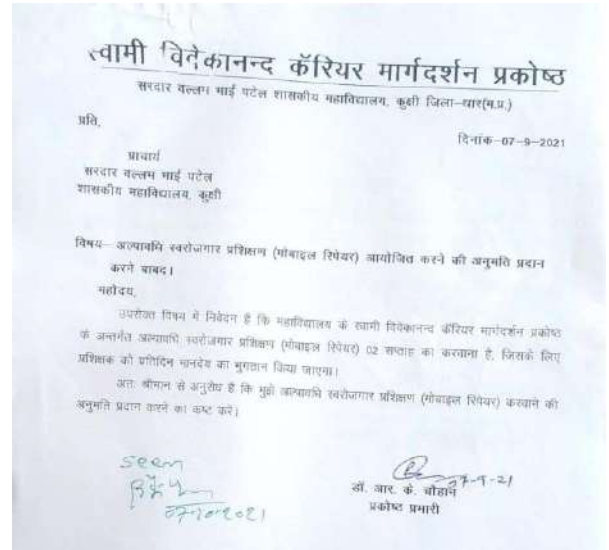 स्वामी विवेकानन्द कॅरियर मार्गदर्शन प्रकोष्ठ
सरदार वल्लभ भाई पटेल शासकीय महाविद्यालय, कुक्षी जिला–धार(म.प्र.)
प्रति,
दिनांक–07–9–2021
प्राचार्य
सरदार वल्लभ भाई पटेल
शासकीय महाविद्यालय, कुक्षी
विषय– अल्पावधि स्वरोजगार प्रशिक्षण (मोबाइल रिपेयर) आयोजित करने की अनुमति प्रदान
करने बाबद।
महोदय,
उपरोक्त विषय में निवेदन है कि महाविद्यालय के स्वामी विवेकानन्द कॅरियर मार्गदर्शन प्रकोष्ठ
के अन्तर्गत अल्पावधि स्वरोजगार प्रशिक्षण (मोबाइल रिपेयर) 02 सप्ताह का करवाना है, जिसके लिए
प्रशिक्षक को प्रतिदिन मानदेय का भुगतान किया जाएगा।
अतः श्रीमान से अनुरोध है कि मुझे अल्पावधि स्वरोजगार प्रशिक्षण (मोबाइल रिपेयर) करवाने की
अनुमति प्रदान करने का कष्ट करें।
seen
07-9-21
डॉ. आर. के. चौहान
प्रकोष्ठ प्रभारी